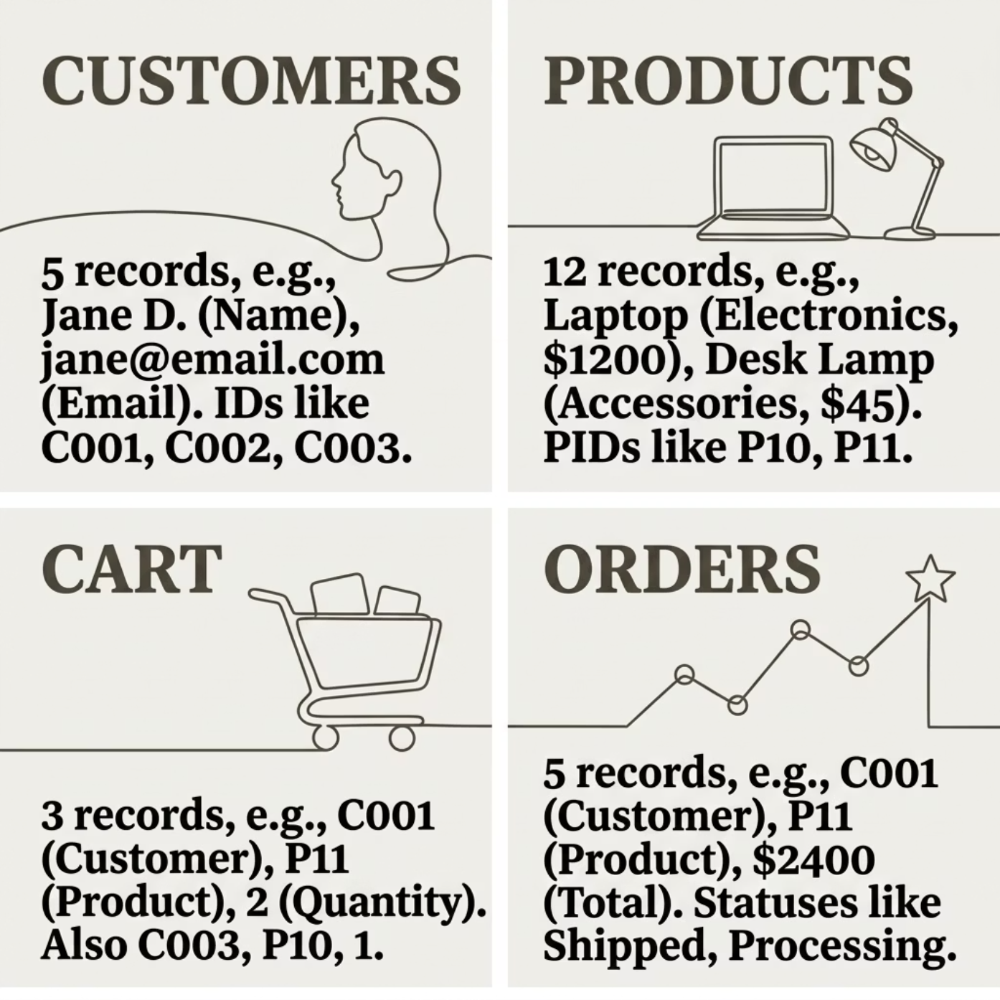 CUSTOMERS
5 records, e.g.,
Jane D. (Name),
jane@email.com
(Email). IDs like
C001, C002, C003.
PRODUCTS
12 records, e.g.,
Laptop (Electronics,
$1200), Desk Lamp
(Accessories, $45).
PIDs like P10, P11.
CART
3 records, e.g., C001
(Customer), P11
(Product), 2 (Quantity).
Also C003, P10, 1.
ORDERS
5 records, e.g., C001
(Customer), P11
(Product), $2400
(Total). Statuses like
Shipped, Processing.